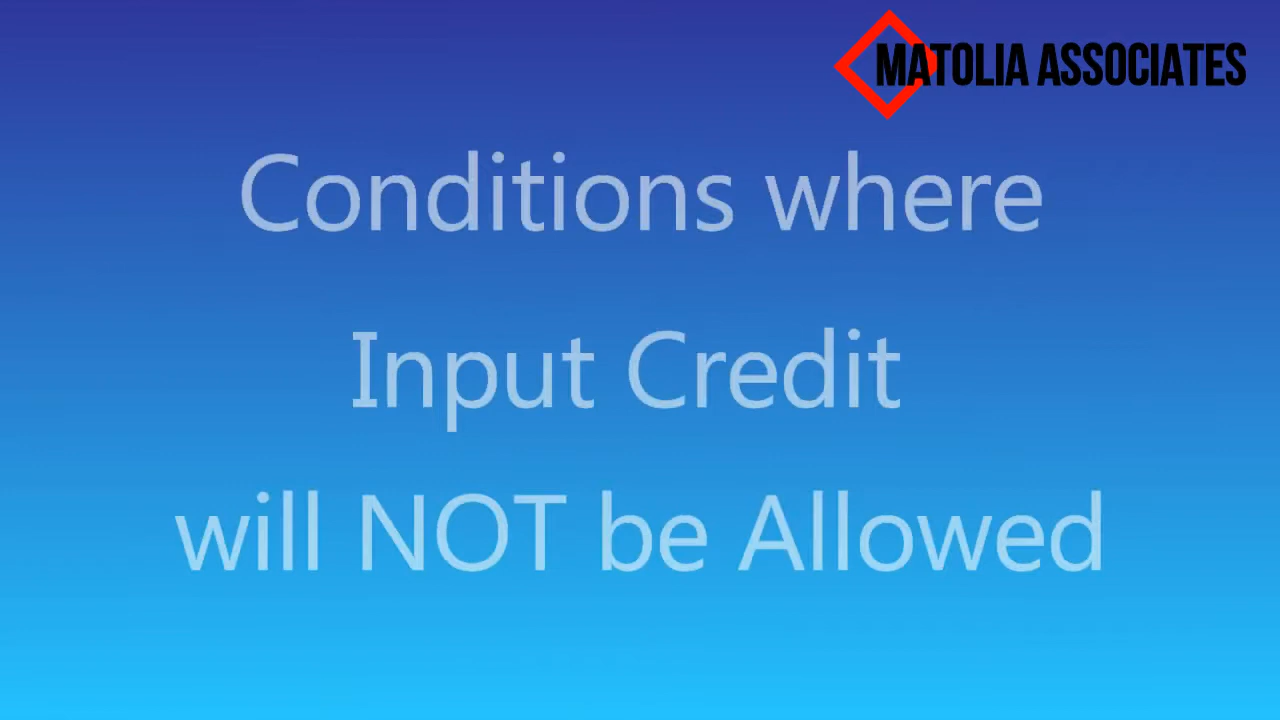 MATOLIA ASSOCIATES
Conditions where
Input Credit
will NOT be Allowed